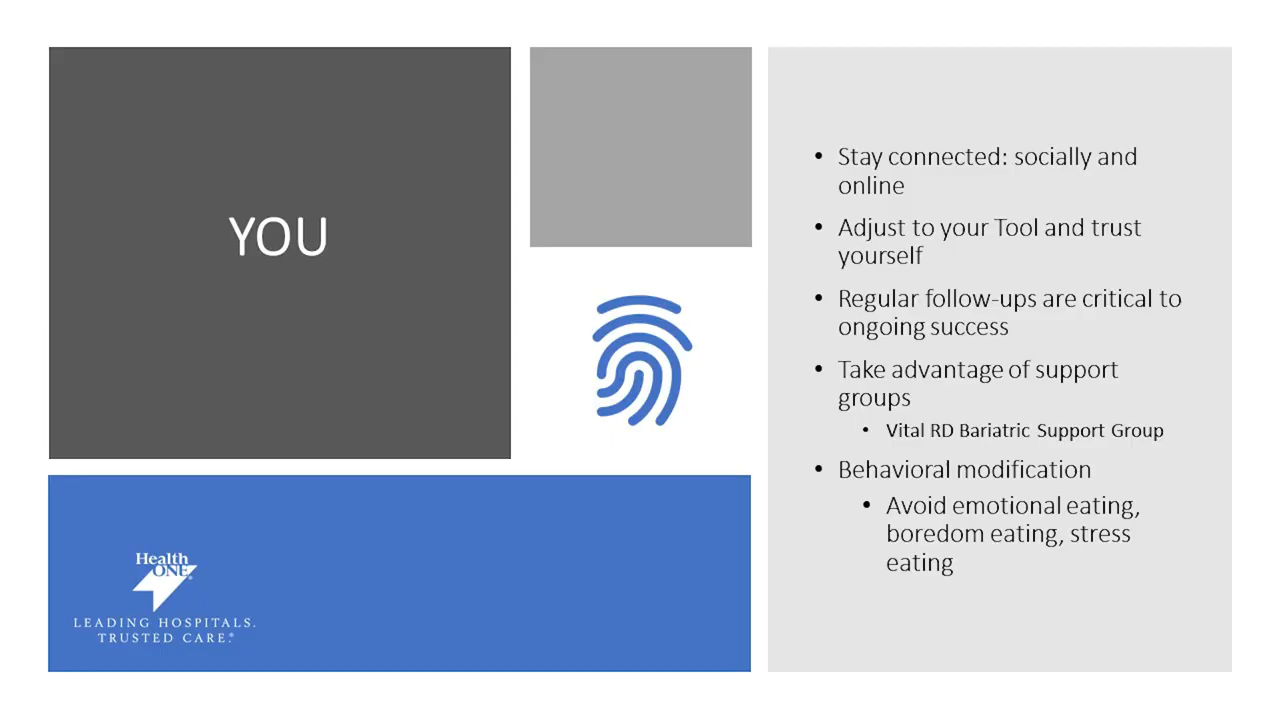 YOU
• Stay connected: socially and
online
• Adjust to your Tool and trust
yourself
• Regular follow-ups are critical to
ongoing success
• Take advantage of support
groups
• Vital RD Bariatric Support Group
• Behavioral modification
• Avoid emotional eating,
boredom eating, stress
eating
Health
ONE®
LEADING HOSPITALS.
TRUSTED CARE.®